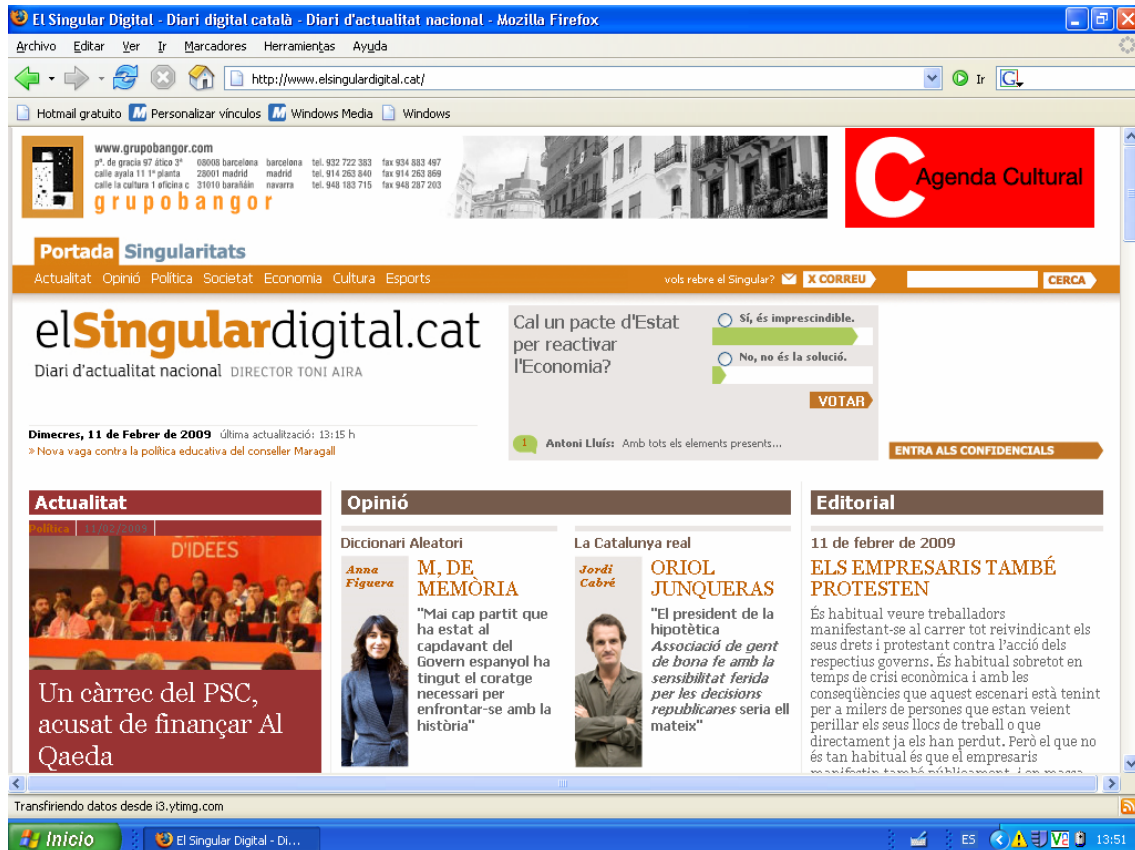 El Singular Digital - Diari digital català - Diari d'actualitat nacional - Mozilla Firefox
Archivo Editar Ver Ir Marcadores Herramientas Ayuda
http://www.elsingulardigital.cat/
Ir
G
Hotmail gratuito Personalizar vínculos Windows Media Windows
www.grupobangor.com
pº. de gracia 97 ático 3ª 08008 barcelona barcelona tel. 932 722 383 fax 934 883 497
calle ayala 11 1ª planta 28001 madrid madrid tel. 914 263 840 fax 914 263 869
calle la cultura 1 oficina c 31010 barañáin navarra tel. 948 183 715 fax 948 287 203
grupobangor
C Agenda Cultural
Portada Singularitats
Actualitat Opinió Política Societat Economia Cultura Esports
vols rebre el Singular? X CORREU
CERCA
elSingulardigital.cat
Diari d'actualitat nacional DIRECTOR TONI AIRA
Cal un pacte d'Estat
per reactivar
l'Economia?
Sí, és imprescindible.
No, no és la solució.
VOTAR
1 Antoni Lluís: Amb tots els elements presents...
Dimecres, 11 de Febrer de 2009 última actualització: 13:15 h
» Nova vaga contra la política educativa del conseller Maragall
ENTRA ALS CONFIDENCIALS
Actualitat
Política 11/02/2009
D'IDEES
Un càrrec del PSC,
acusat de finançar Al
Qaeda
Opinió
Diccionari Aleatori
Anna
Figuera
M, DE
MEMÒRIA
"Mai cap partit que
ha estat al
capdavant del
Govern espanyol ha
tingut el coratge
necessari per
enfrontar-se amb la
història"
La Catalunya real
Jordi
Cabré
ORIOL
JUNQUERAS
"El president de la
hipotètica
Associació de gent
de bona fe amb la
sensibilitat ferida
per les decisions
republicanes seria ell
mateix"
Editorial
11 de febrer de 2009
ELS EMPRESARIS TAMBÉ
PROTESTEN
És habitual veure treballadors
manifestant-se al carrer tot reivindicant els
seus drets i protestant contra l'acció dels
respectius governs. És habitual sobretot en
temps de crisi econòmica i amb les
conseqüències que aquest escenari està tenint
per a milers de persones que estan veient
perillar els seus llocs de treball o que
directament ja els han perdut. Però el que no
és tan habitual és que el empresaris
manifestin també públicament, i en massa
Transfiriendo datos desde i3.ytimg.com
Inicio
El Singular Digital - Di...
ES
13:51